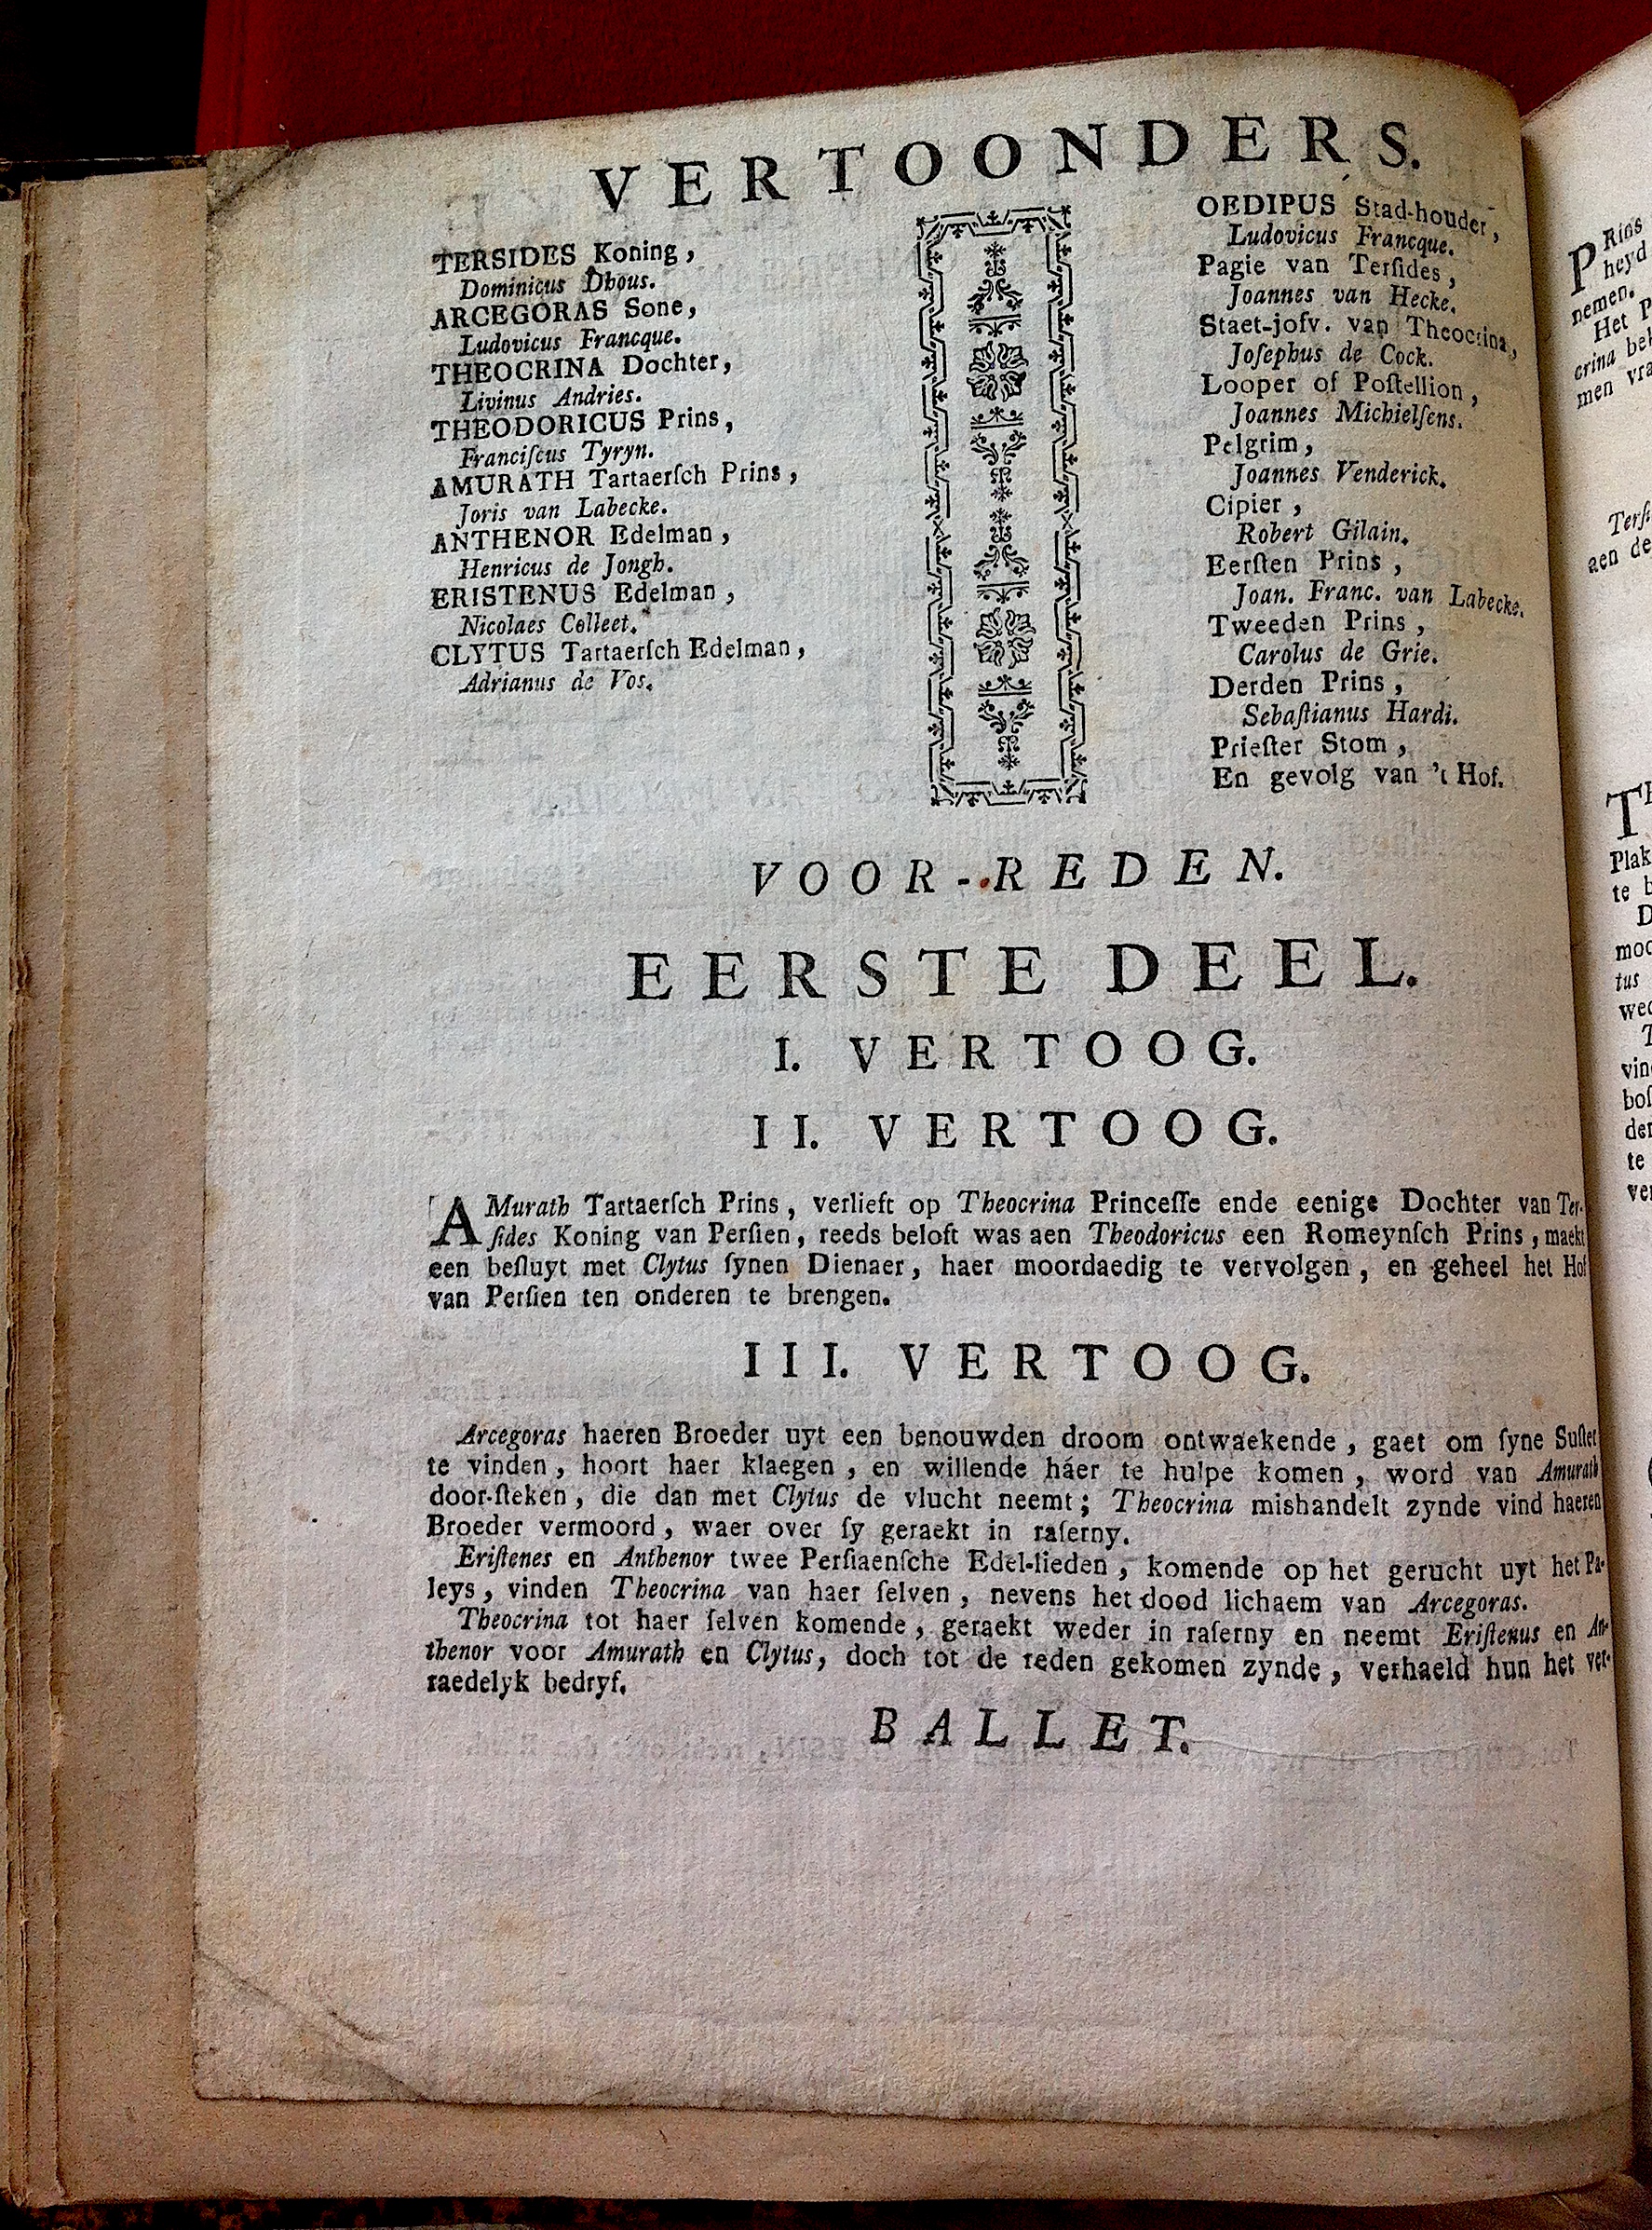 VERTOONDERS.
TERSIDES Koning,
Dominicus Dhous.
ARCEGORAS Sone,
Ludovicus Francque.
THEOCRINA Dochter,
Livinus Andries.
THEODORICUS Prins,
Franciſcus Tyryn.
AMURATH Tartaerſch Prins,
Joris van Labecke.
ANTHENOR Edelman,
Henricus de Jongh.
ERISTENUS Edelman,
Nicolaes Colleet.
CLYTUS Tartaerſch Edelman,
Adrianus de Vos.
OEDIPUS Stad-houder,
Ludovicus Francque.
Pagie van Terſides,
Joannes van Hecke.
Staet-joſv. van Theocrina,
Joſephus de Cock.
Looper of Poſtellion,
Joannes Michielſens.
Pelgrim,
Joannes Venderick.
Cipier,
Robert Gilain.
Eerſten Prins,
Joan. Franc. van Labecke.
Tweeden Prins,
Carolus de Grie.
Derden Prins,
Sebaſtianus Hardi.
Prieſter Stom,
En gevolg van 't Hof.
VOOR-REDEN.
EERSTE DEEL.
I. VERTOOG.
II. VERTOOG.
AMurath Tartaerſch Prins, verlieft op Theocrina Princeſſe ende eenige Dochter van Ter-
ſides Koning van Perſien, reeds beloft was aen Theodoricus een Romeynſch Prins, maekt
een beſluyt met Clytus ſynen Dienaer, haer moordaedig te vervolgen, en geheel het Hof
van Perſien ten onderen te brengen.
III. VERTOOG.
Arcegoras haeren Broeder uyt een benouwden droom ontwaekende, gaet om ſyne Suſter
te vinden, hoort haer klaegen, en willende háer te hulpe komen, word van Amurath
door-ſteken, die dan met Clytus de vlucht neemt; Theocrina mishandelt zynde vind haeren
Broeder vermoord, waer over ſy geraekt in raſerny.
Eriſtenes en Anthenor twee Perſiaenſche Edel-lieden, komende op het gerucht uyt het Pa-
leys, vinden Theocrina van haer ſelven, nevens het dood lichaem van Arcegoras.
Theocrina tot haer ſelven komende, geraekt weder in raſerny en neemt Eriſtenus en An-
thenor voor Amurath en Clytus, doch tot de reden gekomen zynde, verhaeld hun het ver-
raedelyk bedryf.
BALLET.
PRins
heyd
nemen.
Het P
crina
men
aen de
Plak
te